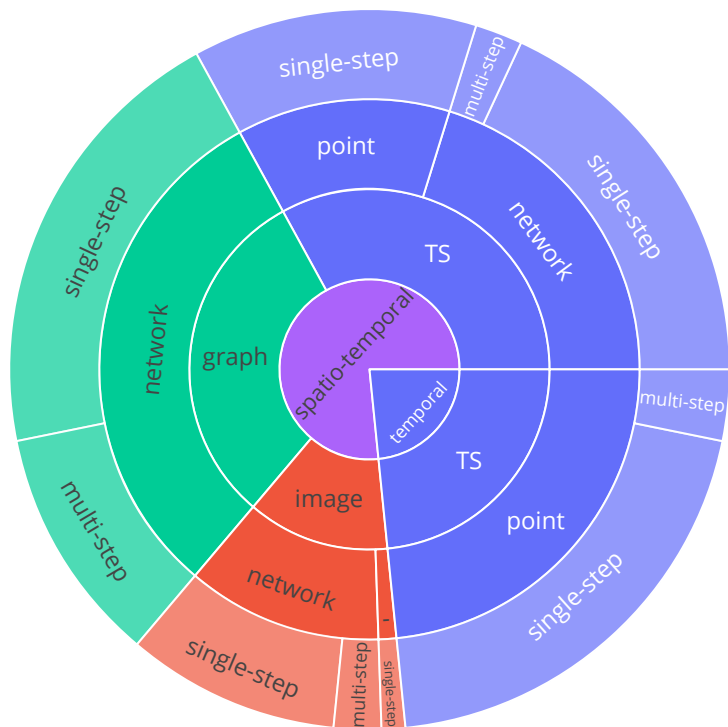 single-step
multi-step
single-step
point
network
TS
single-step
spatio-temporal
network
graph
temporal
multi-step
TS
image
point
multi-step
network
single-step
-
single-step
multi-step
single-step